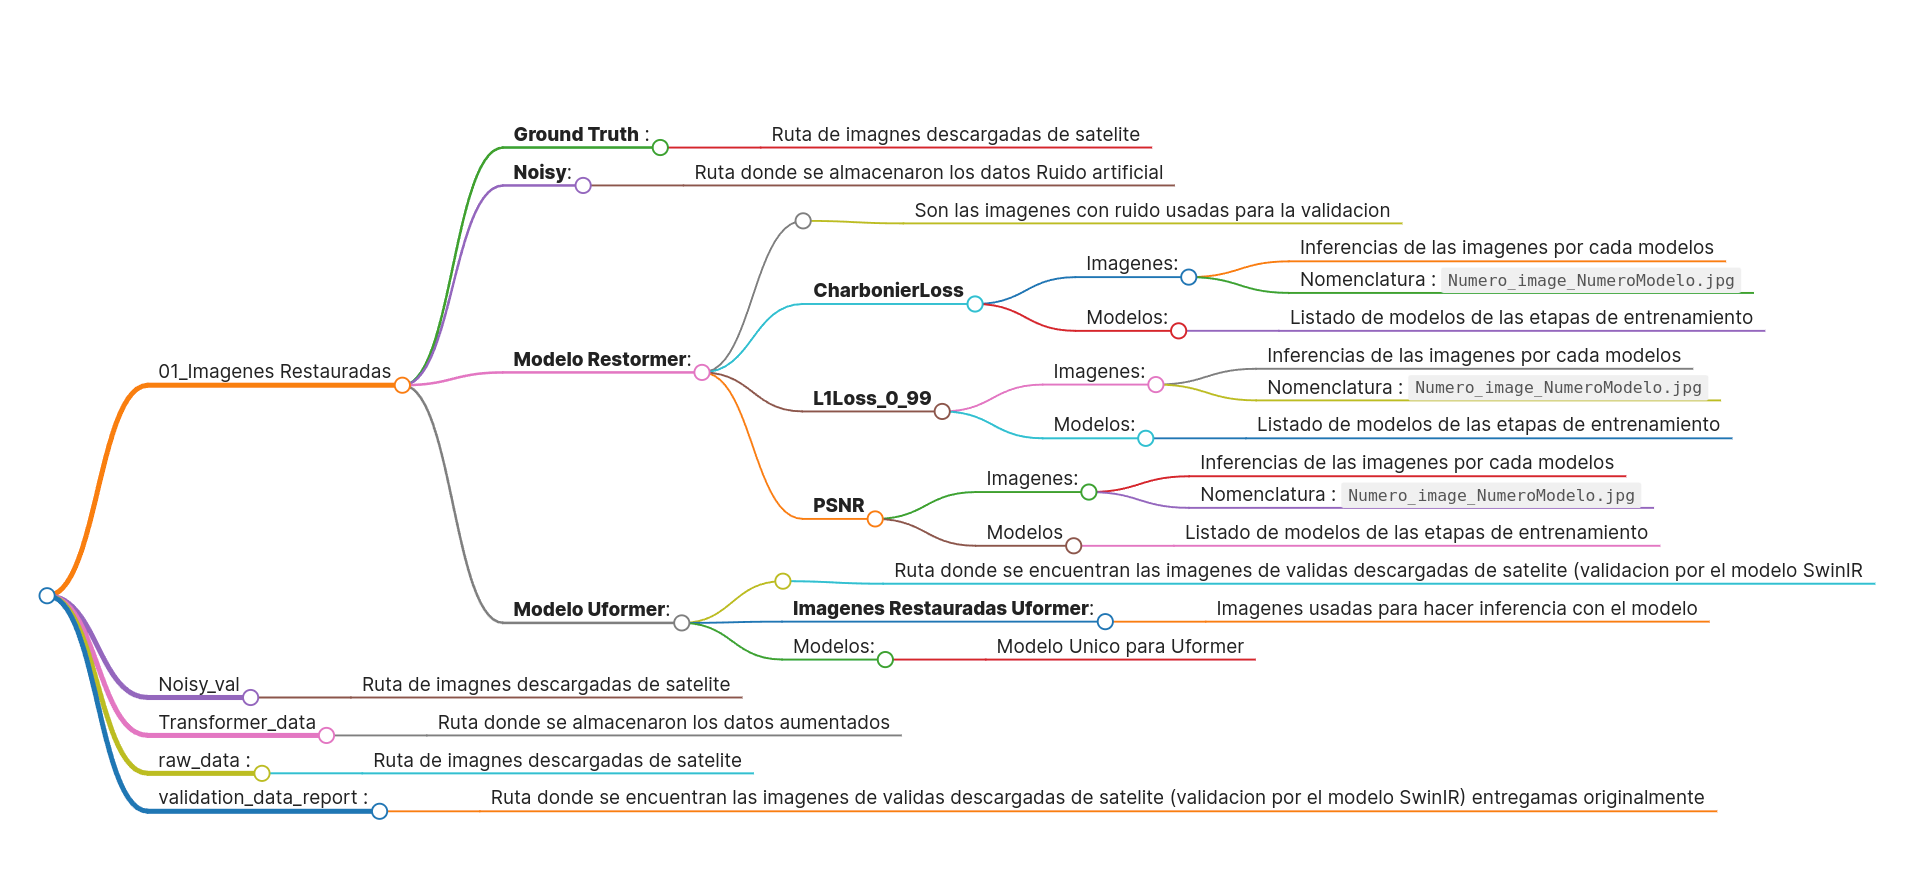 Ground Truth :
Ruta de imagnes descargadas de satelite
Noisy:
Ruta donde se almacenaron los datos Ruido artificial
Son las imagenes con ruido usadas para la validacion
Inferencias de las imagenes por cada modelos
Imagenes:
Nomenclatura : Numero_image_NumeroModelo.jpg
CharbonierLoss
Modelos:
Listado de modelos de las etapas de entrenamiento
Modelo Restormer:
Inferencias de las imagenes por cada modelos
01_Imagenes Restauradas
Imagenes:
Nomenclatura : Numero_image_NumeroModelo.jpg
L1Loss_0_99
Modelos:
Listado de modelos de las etapas de entrenamiento
Inferencias de las imagenes por cada modelos
Imagenes:
Nomenclatura : Numero_image_NumeroModelo.jpg
PSNR
Modelos
Listado de modelos de las etapas de entrenamiento
Ruta donde se encuentran las imagenes de validas descargadas de satelite (validacion por el modelo SwinIR
Modelo Uformer:
Imagenes Restauradas Uformer:
Imagenes usadas para hacer inferencia con el modelo
Modelos:
Modelo Unico para Uformer
Noisy_val
Ruta de imagnes descargadas de satelite
Transformer_data
Ruta donde se almacenaron los datos aumentados
raw_data :
Ruta de imagnes descargadas de satelite
validation_data_report :
Ruta donde se encuentran las imagenes de validas descargadas de satelite (validacion por el modelo SwinIR) entregamas originalmente